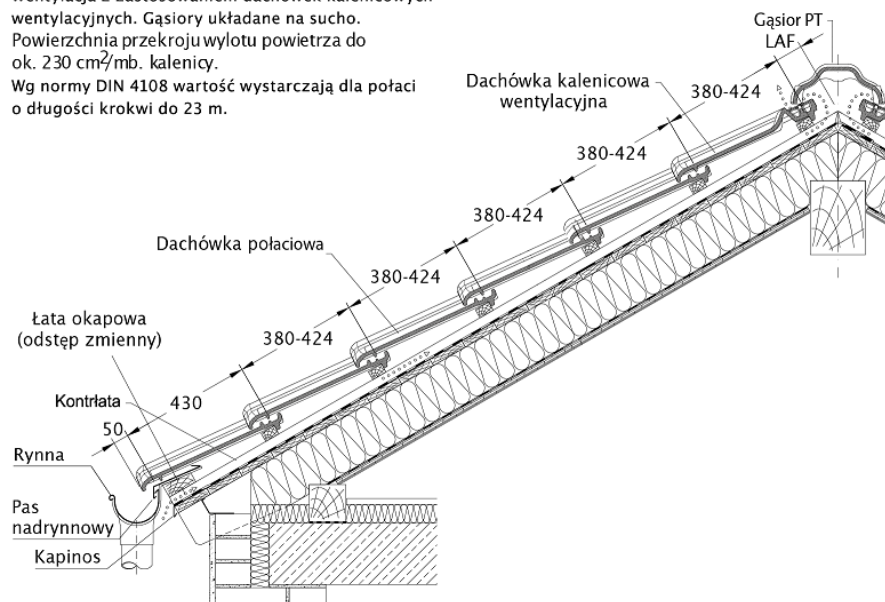 wentylacja z zastosowaniem dachówek kalenicowych
wentylacyjnych. Gąsiory układane na sucho.
Powierzchnia przekroju wylotu powietrza do
ok. 230 cm²/mb. kalenicy.
Wg normy DIN 4108 wartość wystarczają dla połaci
o długości krokwi do 23 m.
Gąsior PT
LAF
Dachówka kalenicowa
wentylacyjna
380-424
380-424
380-424
380-424
380-424
Dachówka połaciowa
Łata okapowa
(odstęp zmienny)
Kontrłata
430
50
Rynna
Pas
nadrynnowy
Kapinos